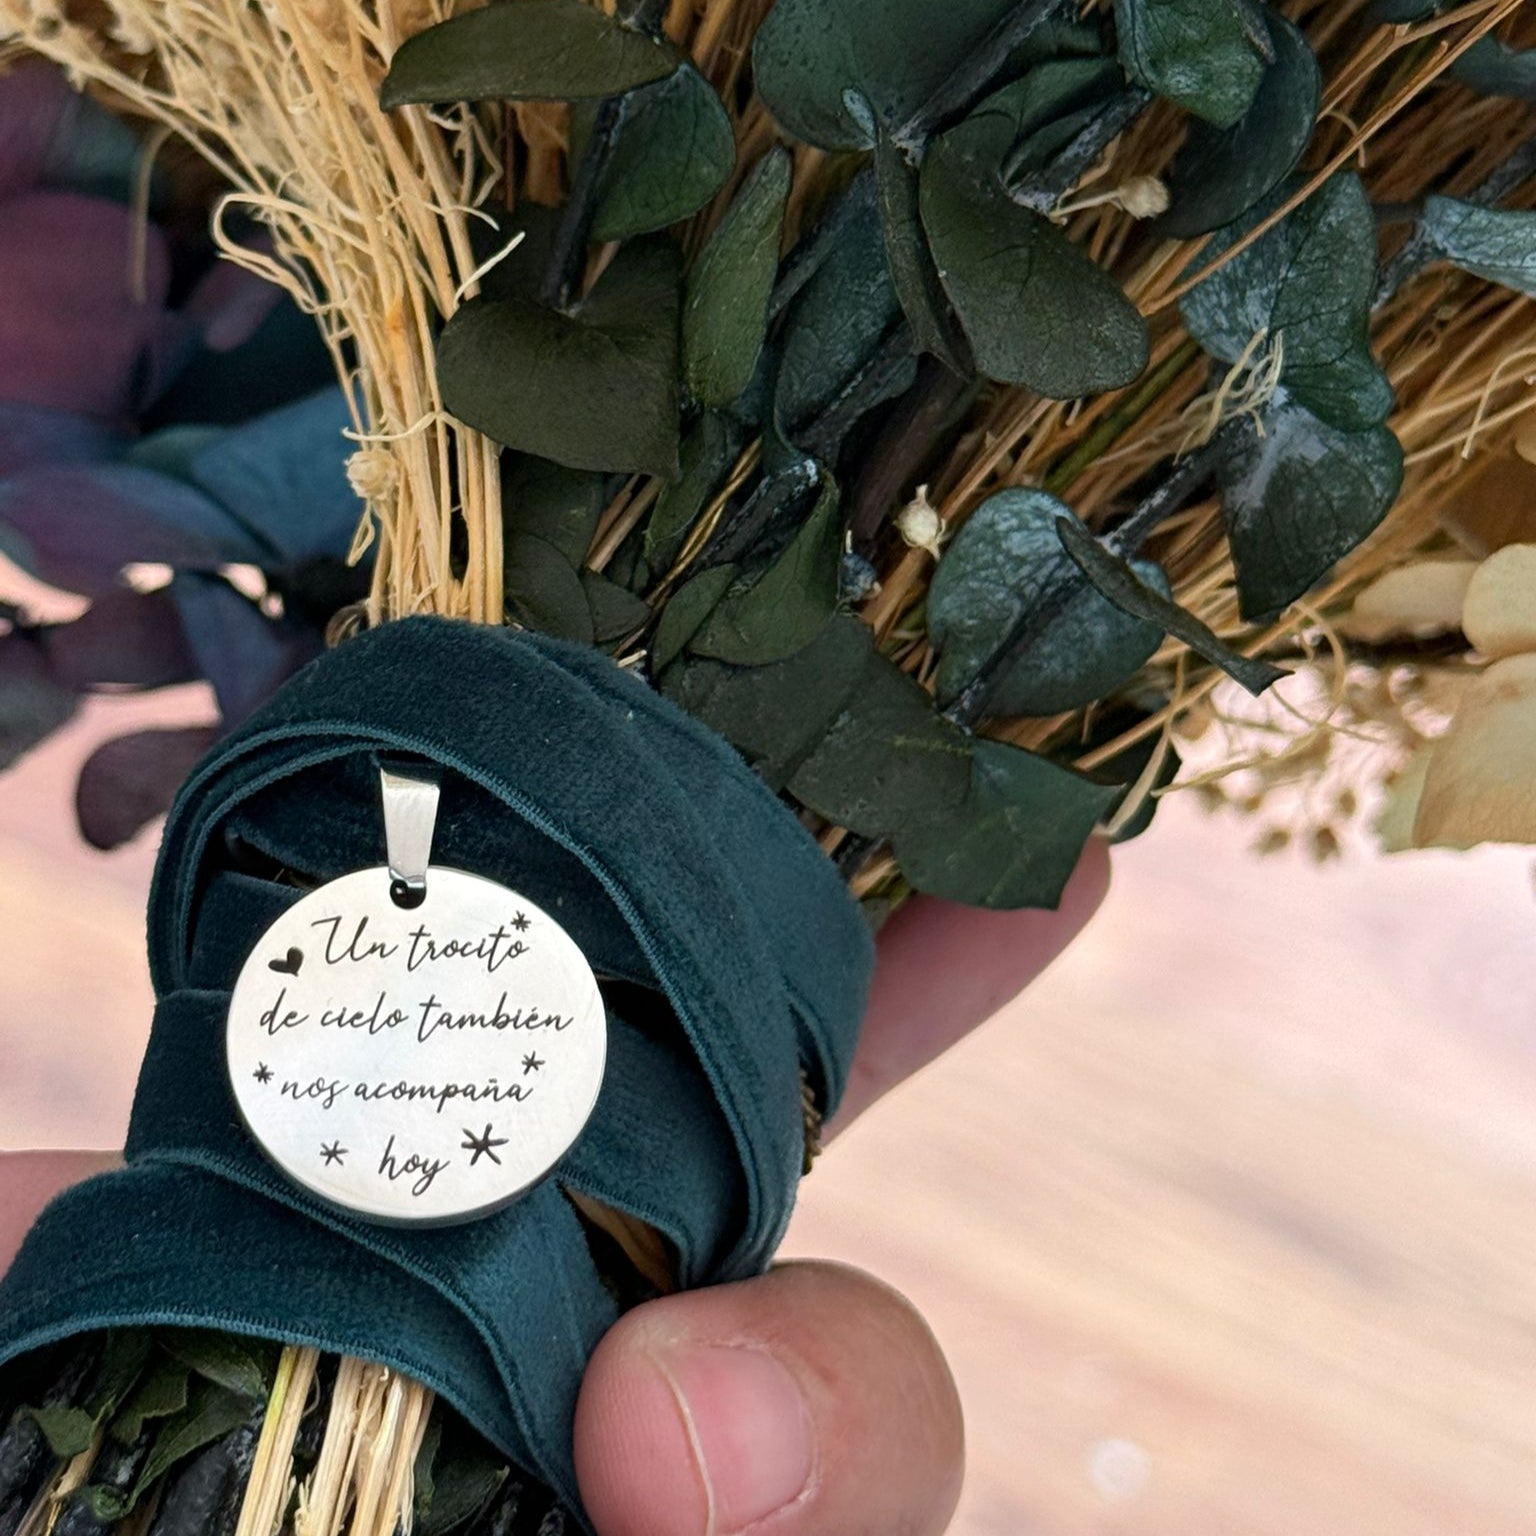 Un trocito
de cielo también
nos acompaña
hoy